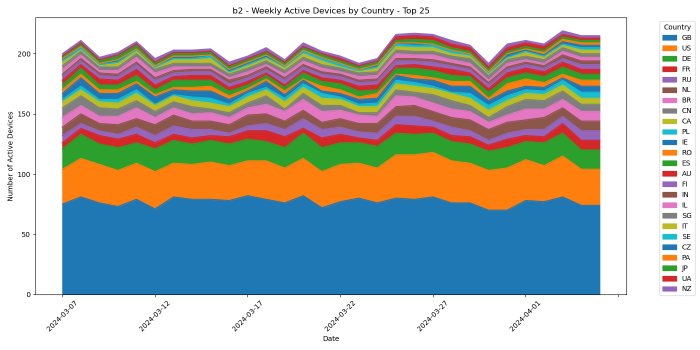 b2 - Weekly Active Devices by Country - Top 25
Number of Active Devices
200
150
100
50
0
2024-03-07
2024-03-12
2024-03-17
2024-03-22
2024-03-27
2024-04-01
Date
Country
GB
US
DE
FR
RU
NL
BR
CN
CA
PL
IE
RO
ES
AU
FI
IN
IL
SG
IT
SE
CZ
PA
JP
UA
NZ